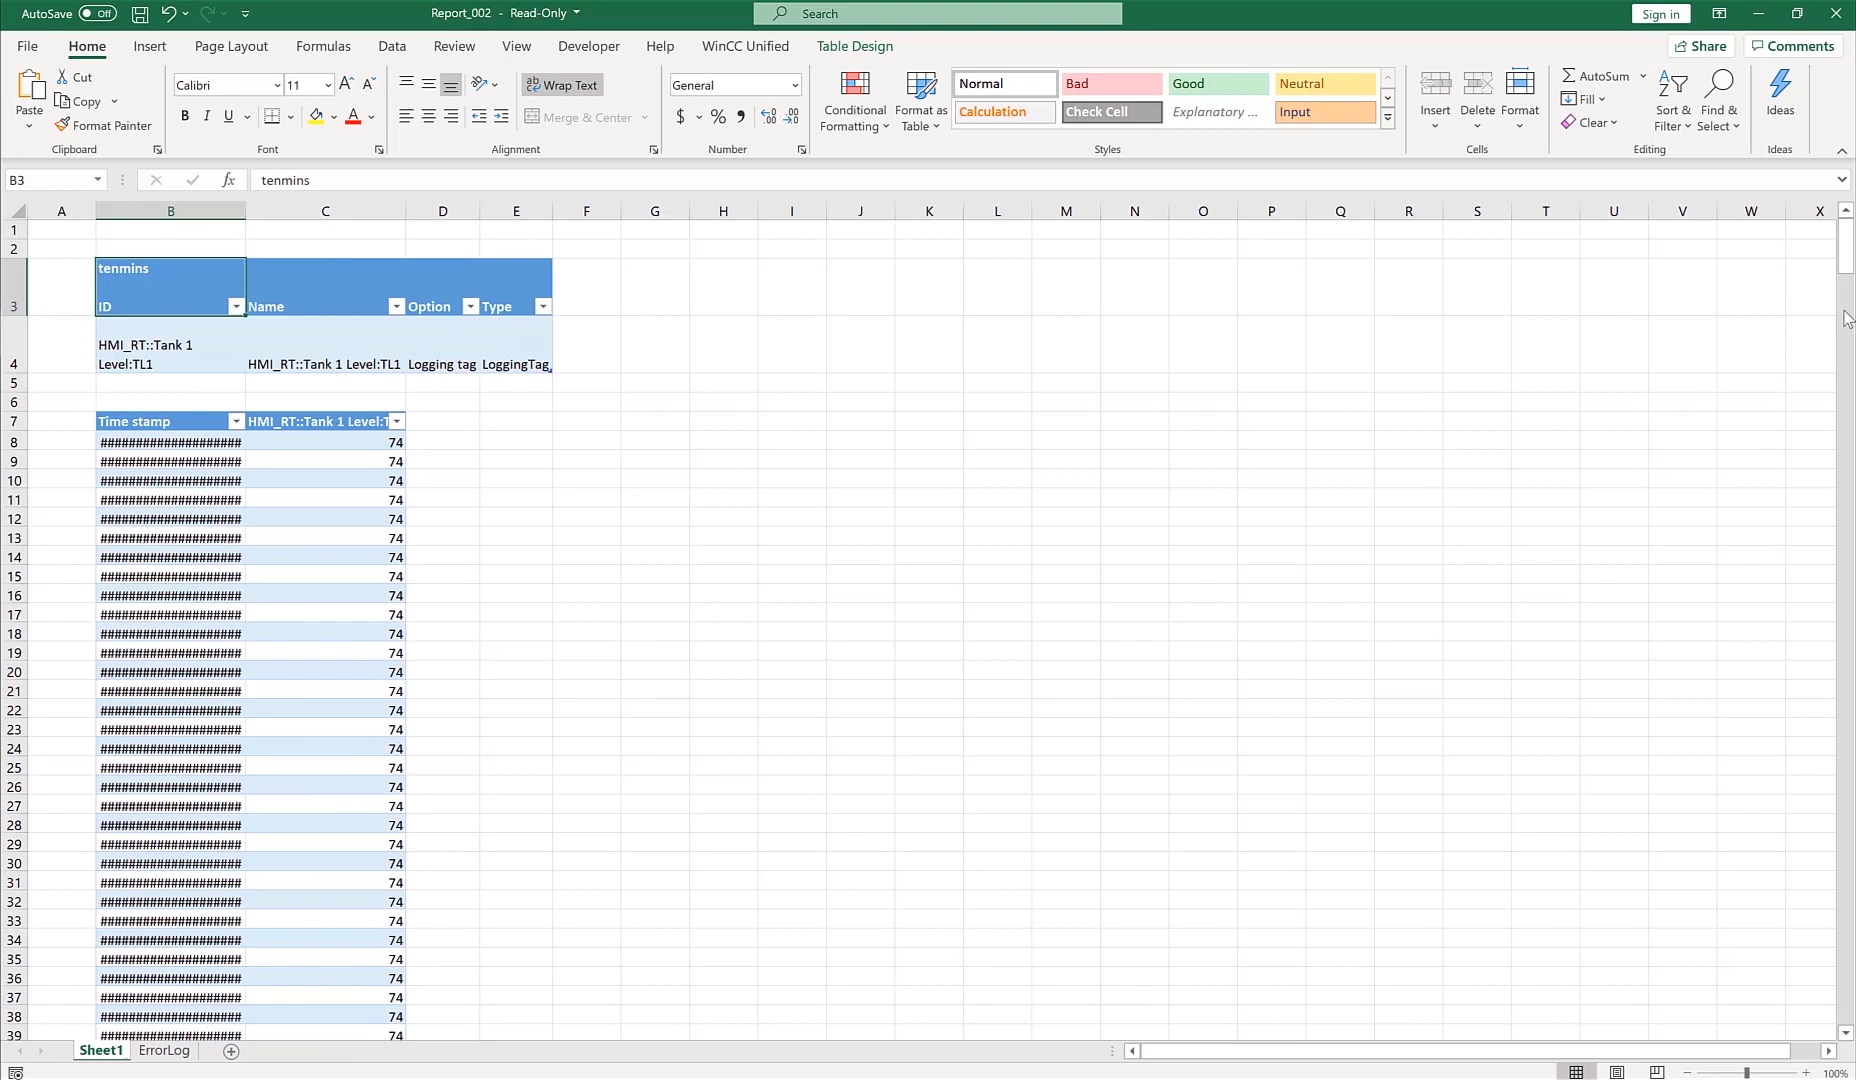 AutoSave Off Report_002 - Read-Only Search Sign in
File Home Insert Page Layout Formulas Data Review View Developer Help WinCC Unified Table Design Share Comments
Paste
Cut
Copy
Format Painter
Clipboard
Calibri 11 A A
B I U A
Font
ab Wrap Text
Merge & Center
Alignment
General
$ %
Number
Conditional Formatting
Format as Table
Normal Bad Good Neutral
Calculation Check Cell Explanatory ... Input
Styles
Insert Delete Format
Cells
AutoSum
Fill
Clear
Sort & Filter
Find & Select
Editing
Ideas
Ideas
B3 fx tenmins
A B C D E F G H I J K L M N O P Q R S T U V W X
1
2
tenmins
3 ID Name Option Type
HMI_RT::Tank 1
4 Level:TL1 HMI_RT::Tank 1 Level:TL1 Logging tag LoggingTag
5
6
7 Time stamp HMI_RT::Tank 1 Level:T
8 #################### 74
9 #################### 74
10 #################### 74
11 #################### 74
12 #################### 74
13 #################### 74
14 #################### 74
15 #################### 74
16 #################### 74
17 #################### 74
18 #################### 74
19 #################### 74
20 #################### 74
21 #################### 74
22 #################### 74
23 #################### 74
24 #################### 74
25 #################### 74
26 #################### 74
27 #################### 74
28 #################### 74
29 #################### 74
30 #################### 74
31 #################### 74
32 #################### 74
33 #################### 74
34 #################### 74
35 #################### 74
36 #################### 74
37 #################### 74
38 #################### 74
39 #################### 74
Sheet1 ErrorLog
100%